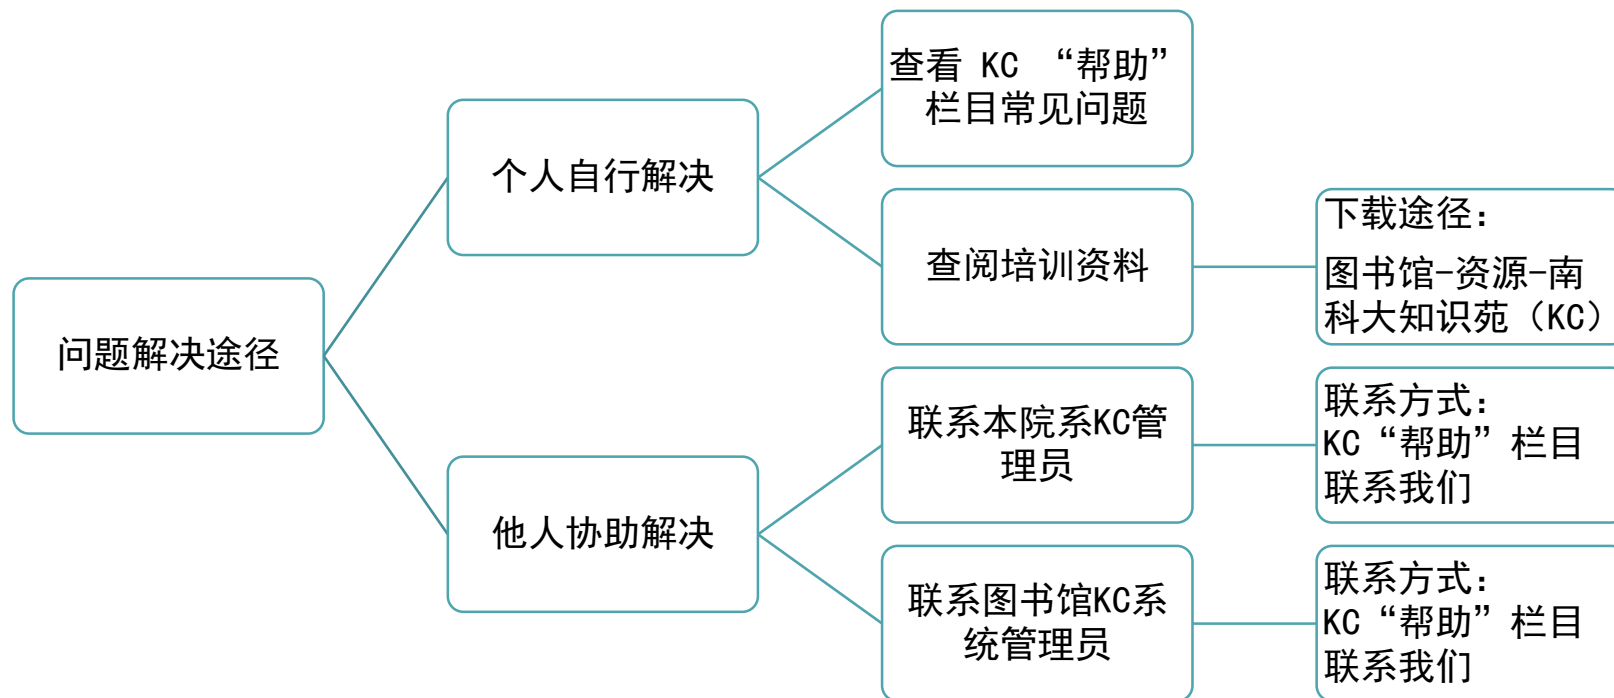 问题解决途径
个人自行解决
查看 KC “帮助”
栏目常见问题
查阅培训资料
下载途径：
图书馆-资源-南
科大知识苑（KC）
他人协助解决
联系本院系KC管
理员
联系方式：
KC“帮助”栏目
联系我们
联系图书馆KC系
统管理员
联系方式：
KC“帮助”栏目
联系我们